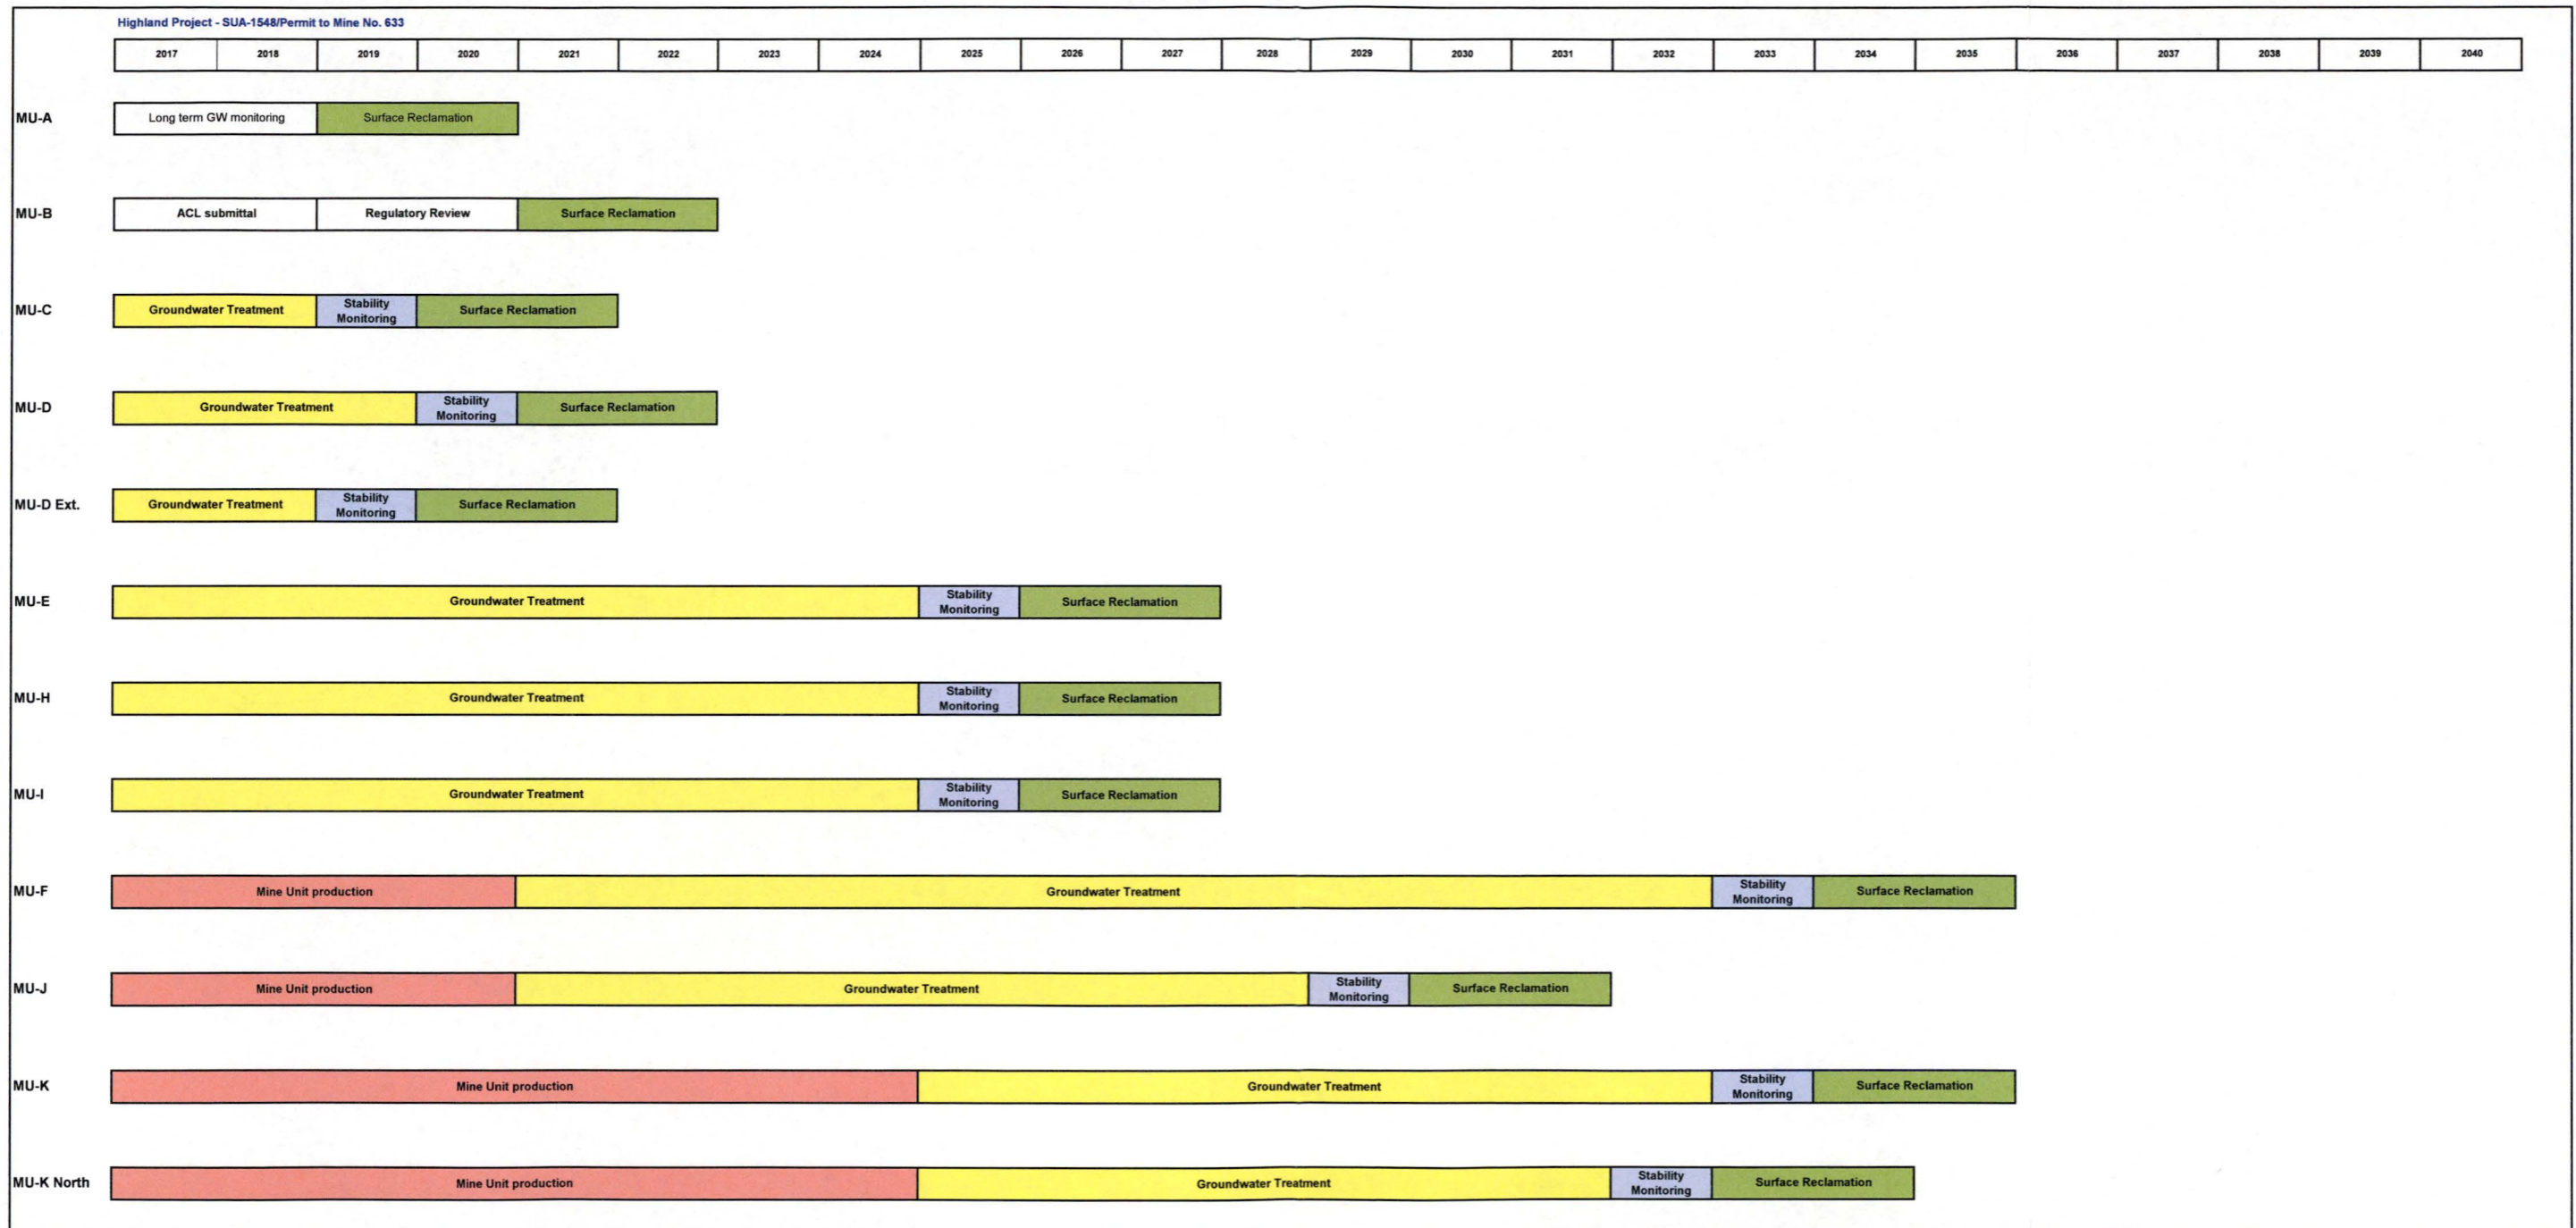 Highland Project - SUA-1548/Permit to Mine No. 633
2017 2018 2019 2020 2021 2022 2023 2024 2025 2026 2027 2028 2029 2030 2031 2032 2033 2034 2035 2036 2037 2038 2039 2040
MU-A Long term GW monitoring Surface Reclamation
MU-B ACL submittal Regulatory Review Surface Reclamation
MU-C Groundwater Treatment Stability Monitoring Surface Reclamation
MU-D Groundwater Treatment Stability Monitoring Surface Reclamation
MU-D Ext. Groundwater Treatment Stability Monitoring Surface Reclamation
MU-E Groundwater Treatment Stability Monitoring Surface Reclamation
MU-H Groundwater Treatment Stability Monitoring Surface Reclamation
MU-I Groundwater Treatment Stability Monitoring Surface Reclamation
MU-F Mine Unit production Groundwater Treatment Stability Monitoring Surface Reclamation
MU-J Mine Unit production Groundwater Treatment Stability Monitoring Surface Reclamation
MU-K Mine Unit production Groundwater Treatment Stability Monitoring Surface Reclamation
MU-K North Mine Unit production Groundwater Treatment Stability Monitoring Surface Reclamation